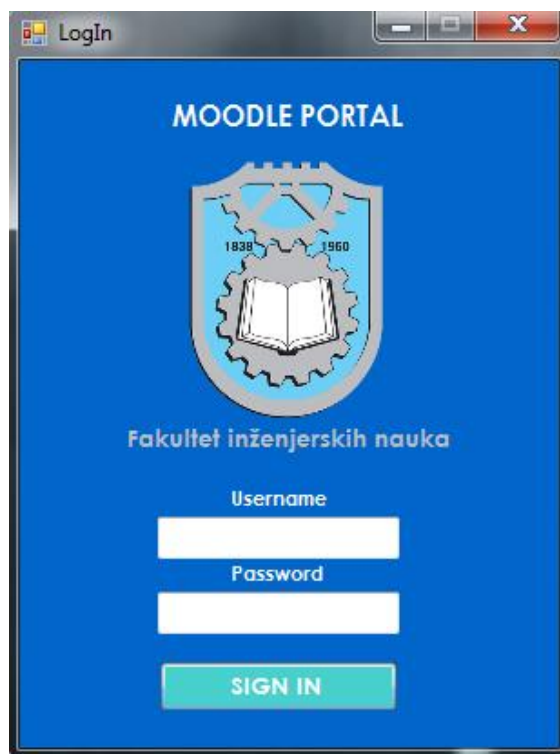 LogIn
MOODLE PORTAL
1838 1960
Fakultet inženjerskih nauka
Username
Password
SIGN IN